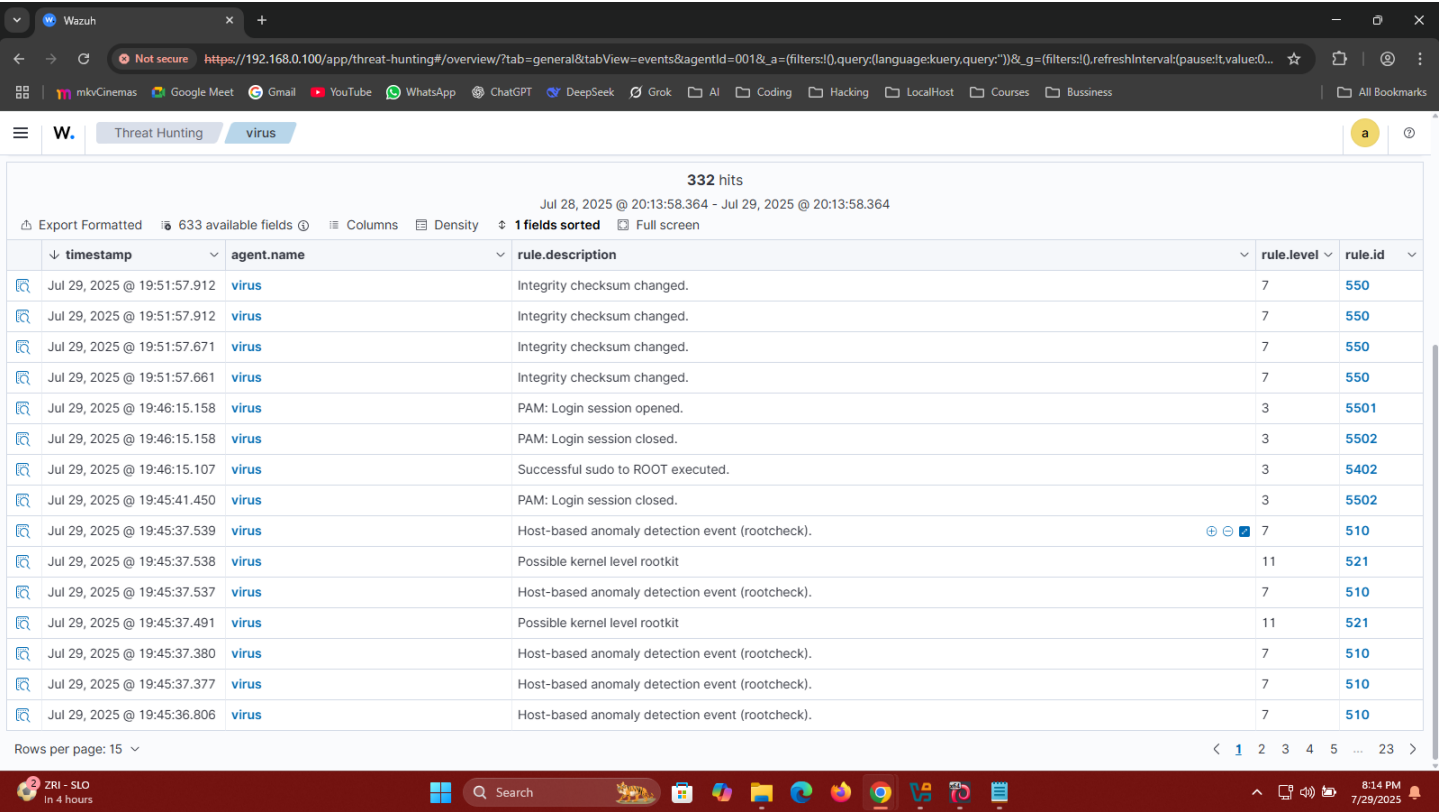 Wazuh
Not secure https://192.168.0.100/app/threat-hunting#/overview/?tab=general&tabView=events&agentId=001&_a=(filters:!(),query:(language:kuery,query:''))&_g=(filters:!(),refreshInterval:(pause:!t,value:0...
mkvCinemas Google Meet Gmail YouTube WhatsApp ChatGPT DeepSeek Grok AI Coding Hacking LocalHost Courses Bussiness All Bookmarks
W. Threat Hunting virus a
332 hits
Jul 28, 2025 @ 20:13:58.364 - Jul 29, 2025 @ 20:13:58.364
Export Formatted 633 available fields Columns Density 1 fields sorted Full screen
timestamp agent.name rule.description rule.level rule.id
Jul 29, 2025 @ 19:51:57.912 virus Integrity checksum changed. 7 550
Jul 29, 2025 @ 19:51:57.912 virus Integrity checksum changed. 7 550
Jul 29, 2025 @ 19:51:57.671 virus Integrity checksum changed. 7 550
Jul 29, 2025 @ 19:51:57.661 virus Integrity checksum changed. 7 550
Jul 29, 2025 @ 19:46:15.158 virus PAM: Login session opened. 3 5501
Jul 29, 2025 @ 19:46:15.158 virus PAM: Login session closed. 3 5502
Jul 29, 2025 @ 19:46:15.107 virus Successful sudo to ROOT executed. 3 5402
Jul 29, 2025 @ 19:45:41.450 virus PAM: Login session closed. 3 5502
Jul 29, 2025 @ 19:45:37.539 virus Host-based anomaly detection event (rootcheck). 7 510
Jul 29, 2025 @ 19:45:37.538 virus Possible kernel level rootkit 11 521
Jul 29, 2025 @ 19:45:37.537 virus Host-based anomaly detection event (rootcheck). 7 510
Jul 29, 2025 @ 19:45:37.491 virus Possible kernel level rootkit 11 521
Jul 29, 2025 @ 19:45:37.380 virus Host-based anomaly detection event (rootcheck). 7 510
Jul 29, 2025 @ 19:45:37.377 virus Host-based anomaly detection event (rootcheck). 7 510
Jul 29, 2025 @ 19:45:36.806 virus Host-based anomaly detection event (rootcheck). 7 510
Rows per page: 15 1 2 3 4 5 ... 23
2 ZRI - SLO Search 8:14 PM
In 4 hours 7/29/2025